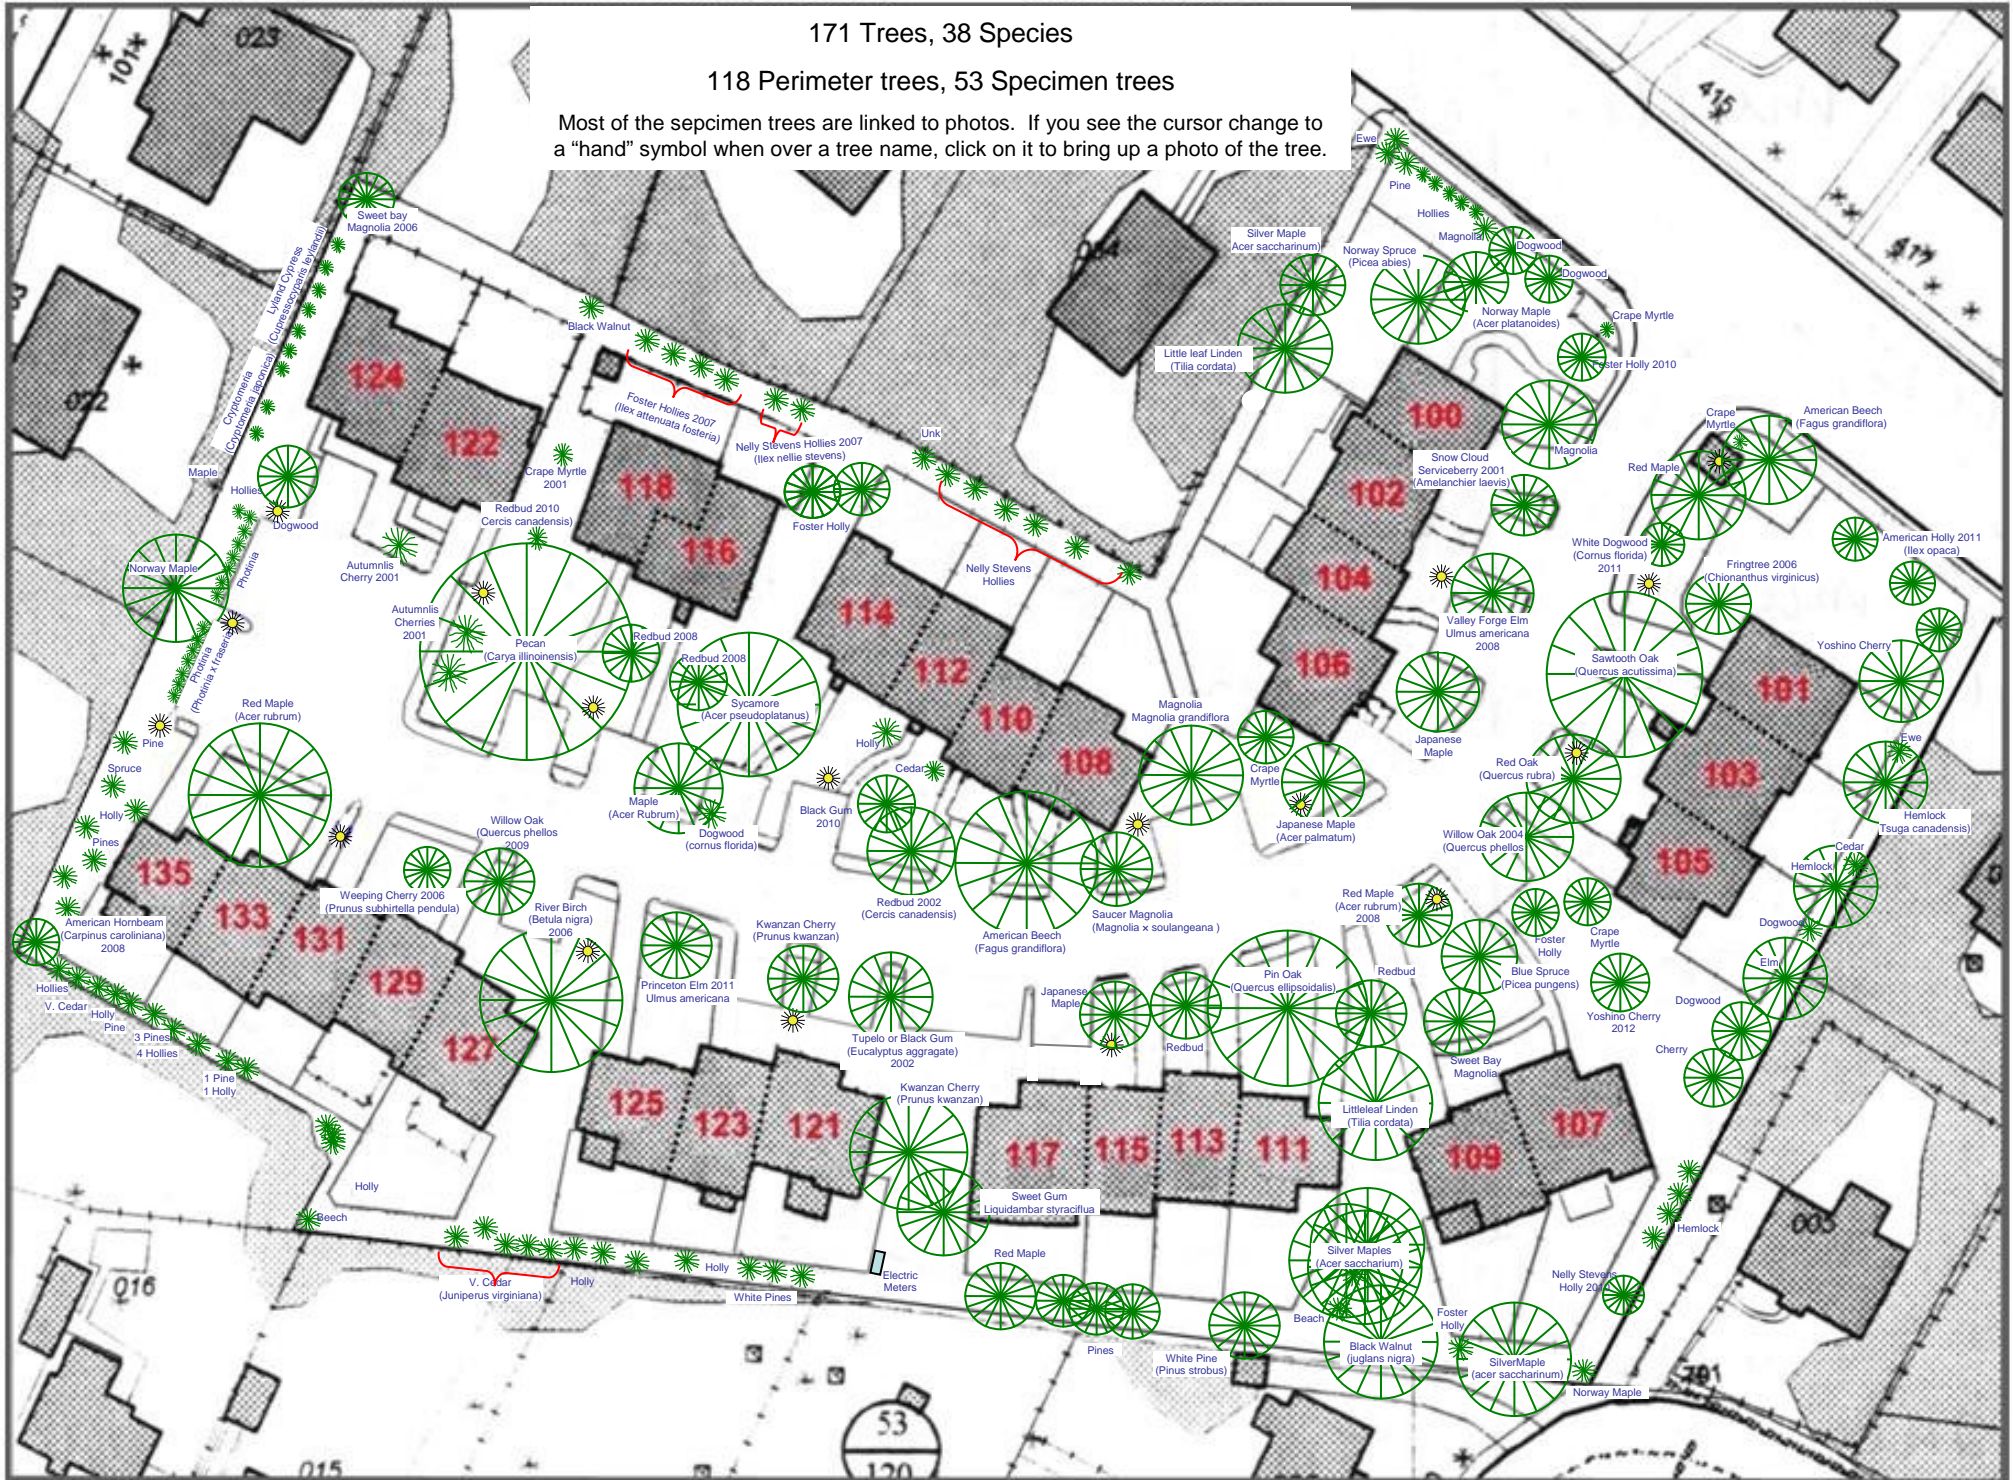 171 Trees, 38 Species
118 Perimeter trees, 53 Specimen trees
Most of the sepcimen trees are linked to photos. If you see the cursor change to
a “hand” symbol when over a tree name, click on it to bring up a photo of the tree.
023
101
415
417
Ewe
Pine
Hollies
Magnolia
Dogwood
Dogwood
Sweet bay
Magnolia 2006
Silver Maple
Acer saccharinum)
Norway Spruce
(Picea abies)
Lyland Cypress
(Cupressocyparis leylandii)
Norway Maple
(Acer platanoides)
Crape Myrtle
Black Walnut
Little leaf Linden
(Tilia cordata)
Foster Holly 2010
124
122
Cryptomeria
(Cryptomeria japonica)
Foster Hollies 2007
(Ilex attenuata fosteria)
Nelly Stevens Hollies 2007
(Ilex nellie stevens)
Unk
100
Crape
Myrtle
American Beech
(Fagus grandiflora)
Magnolia
Maple
Hollies
Dogwood
Crape Myrtle
2001
118
Snow Cloud
Serviceberry 2001
(Amelanchier laevis)
Red Maple
102
Redbud 2010
Cercis canadensis)
Foster Holly
116
Norway Maple
Photinia
Autumnlis
Cherry 2001
Nelly Stevens
Hollies
104
White Dogwood
(Cornus florida)
2011
American Holly 2011
(Ilex opaca)
Fringtree 2006
(Chionanthus virginicus)
Autumnlis
Cherries
2001
114
Valley Forge Elm
Ulmus americana
2008
Photinia
(Photinia x fraseria)
Pecan
(Carya illinoinensis)
Redbud 2008
Redbud 2008
112
106
Sawtooth Oak
(Quercus acutissima)
Yoshino Cherry
101
Red Maple
(Acer rubrum)
Sycamore
(Acer pseudoplatanus)
110
Magnolia
Magnolia grandiflora
Japanese
Maple
Pine
Holly
Ewe
Spruce
Cedar
108
Crape
Myrtle
Red Oak
(Quercus rubra)
103
Holly
Pines
Maple
(Acer Rubrum)
Dogwood
(cornus florida)
Black Gum
2010
Japanese Maple
(Acer palmatum)
Willow Oak 2004
(Quercus phellos
Hemlock
Tsuga canadensis)
Willow Oak
(Quercus phellos
2009
105
Cedar
Hemlock
135
Weeping Cherry 2006
(Prunus subhirtella pendula)
Redbud 2002
(Cercis canadensis)
Saucer Magnolia
(Magnolia × soulangeana )
Red Maple
(Acer rubrum)
2008
133
American Hornbeam
(Carpinus caroliniana)
2008
River Birch
(Betula nigra)
2006
Kwanzan Cherry
(Prunus kwanzan)
American Beech
(Fagus grandiflora)
Foster
Holly
Crape
Myrtle
Dogwood
131
129
Princeton Elm 2011
Ulmus americana
Pin Oak
(Quercus ellipsoidalis)
Redbud
Blue Spruce
(Picea pungens)
Elm
Hollies
V. Cedar
Holly
Pine
3 Pines
4 Hollies
Japanese
Maple
Dogwood
Yoshino Cherry
2012
127
Tupelo or Black Gum
(Eucalyptus aggragate)
2002
Redbud
Sweet Bay
Magnolia
Cherry
1 Pine
1 Holly
Kwanzan Cherry
(Prunus kwanzan)
125
123
121
117
115
113
111
Littleleaf Linden
(Tilia cordata)
109
107
Holly
Beech
Sweet Gum
Liquidambar styraciflua
Hemlock
V. Cedar
(Juniperus virginiana)
Holly
Holly
White Pines
Electric
Meters
Red Maple
Silver Maples
(Acer saccharium)
Nelly Stevens
Holly 2010
Beach
Foster
Holly
Pines
White Pine
(Pinus strobus)
Black Walnut
(juglans nigra)
SilverMaple
(acer saccharinum)
Norway Maple
016
015
53
120